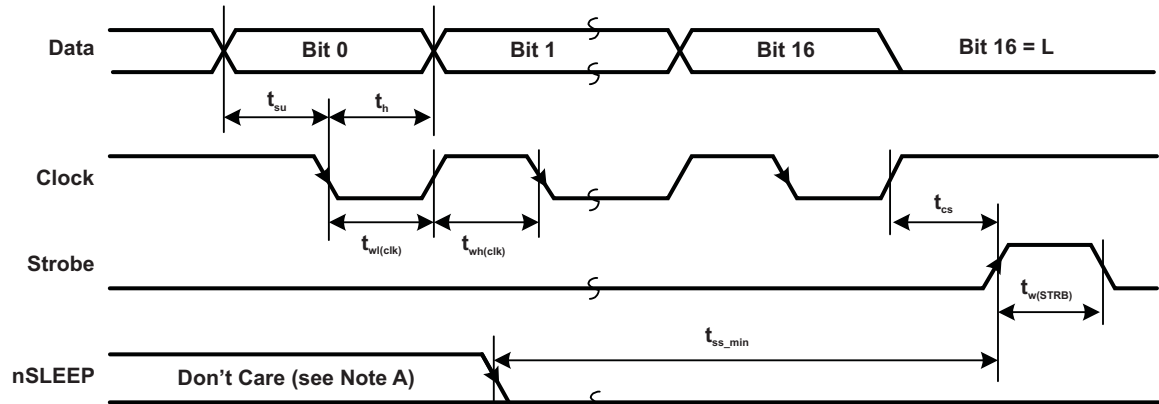 Data
Bit 0
Bit 1
Bit 16
Bit 16 = L
tsu
th
Clock
twl(clk)
twh(clk)
tcs
Strobe
tw(STRB)
tss_min
nSLEEP
Don't Care (see Note A)